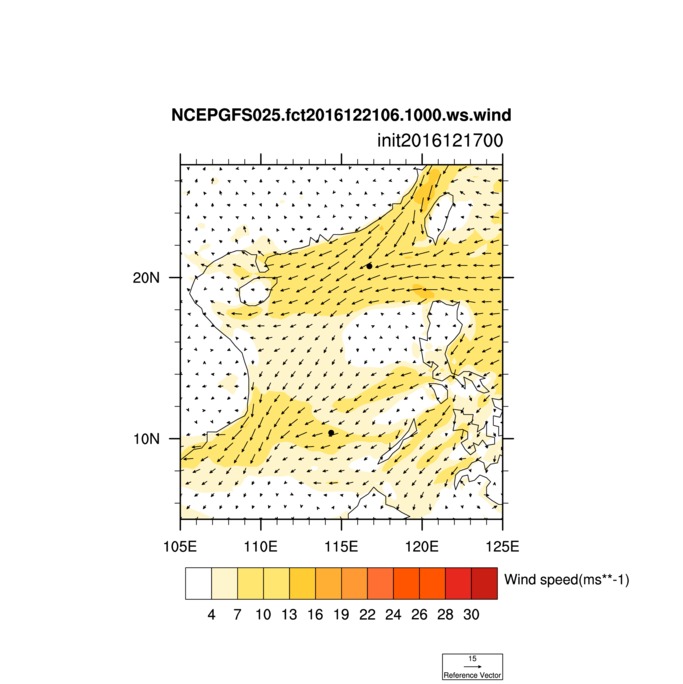 NCEPGFS025.fct2016122106.1000.ws.wind
init2016121700
20N
10N
105E 110E 115E 120E 125E
Wind speed(ms**-1)
4 7 10 13 16 19 22 24 26 28 30
15
Reference Vector